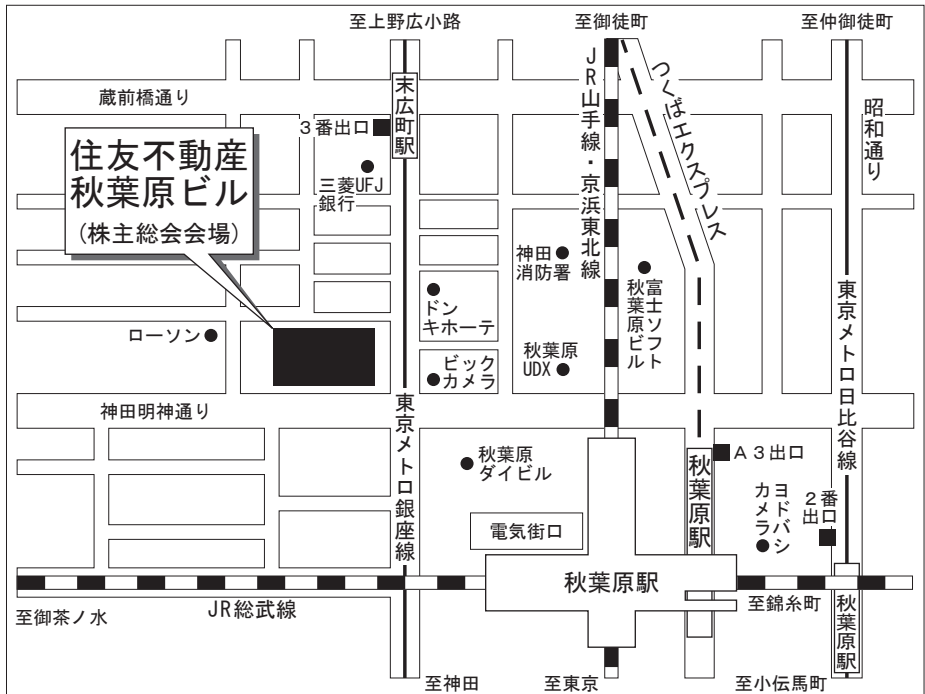 至上野広小路
至御徒町
至仲御徒町
蔵前橋通り
3番出口
末広町駅
JR山手線・京浜東北線
つくばエクスプレス
昭和通り
住友不動産
秋葉原ビル
(株主総会会場)
三菱UFJ
銀行
神田
消防署
富士ソフト
秋葉原ビル
ドン
キホーテ
ローソン
ビック
カメラ
秋葉原
UDX
東京メトロ日比谷線
神田明神通り
東京メトロ銀座線
秋葉原
ダイビル
A3出口
秋葉原駅
ヨドバシ
カメラ
2番
出口
電気街口
秋葉原駅
至御茶ノ水
JR総武線
至錦糸町
秋葉原駅
至神田
至東京
至小伝馬町